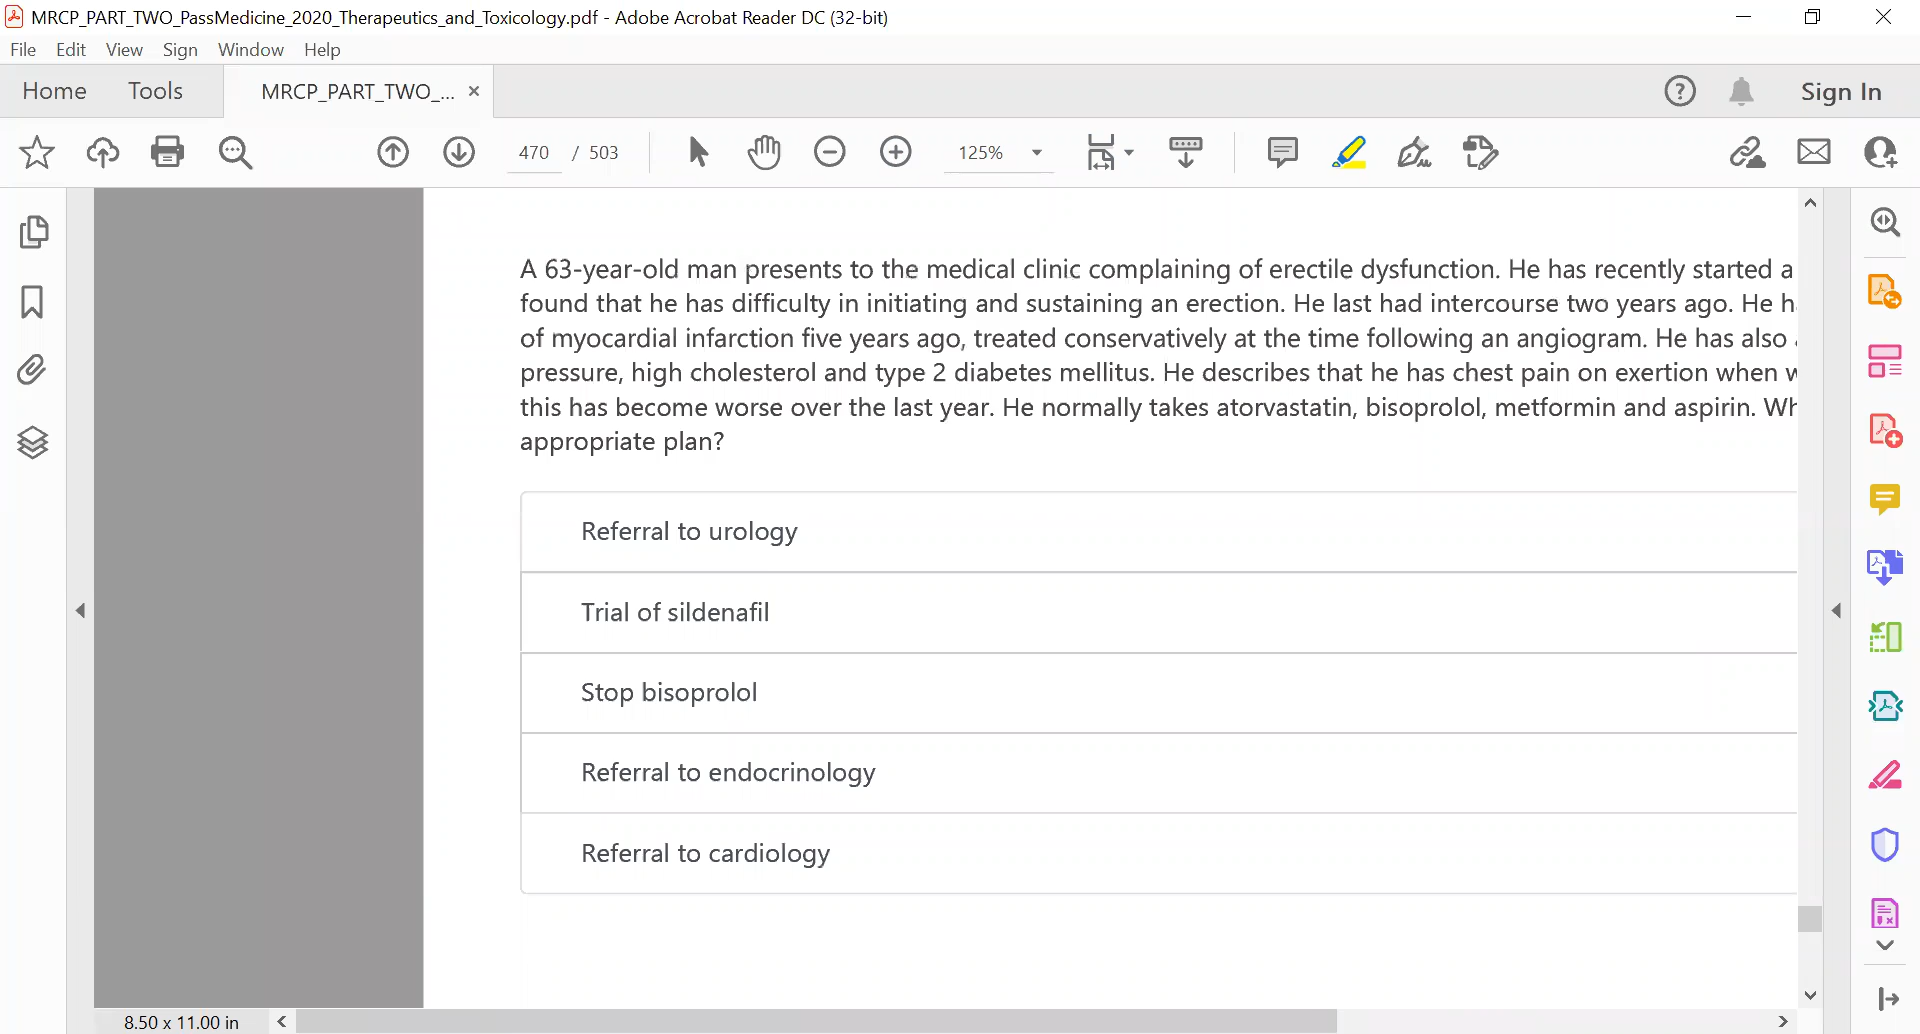 MRCP_PART_TWO_PassMedicine_2020_Therapeutics_and_Toxicology.pdf - Adobe Acrobat Reader DC (32-bit)
File Edit View Sign Window Help
Home Tools MRCP_PART_TWO_... × Sign In
470 / 503 125%
A 63-year-old man presents to the medical clinic complaining of erectile dysfunction. He has recently started a
found that he has difficulty in initiating and sustaining an erection. He last had intercourse two years ago. He
of myocardial infarction five years ago, treated conservatively at the time following an angiogram. He has also
pressure, high cholesterol and type 2 diabetes mellitus. He describes that he has chest pain on exertion when
this has become worse over the last year. He normally takes atorvastatin, bisoprolol, metformin and aspirin.
appropriate plan?
Referral to urology
Trial of sildenafil
Stop bisoprolol
Referral to endocrinology
Referral to cardiology
8.50 x 11.00 in